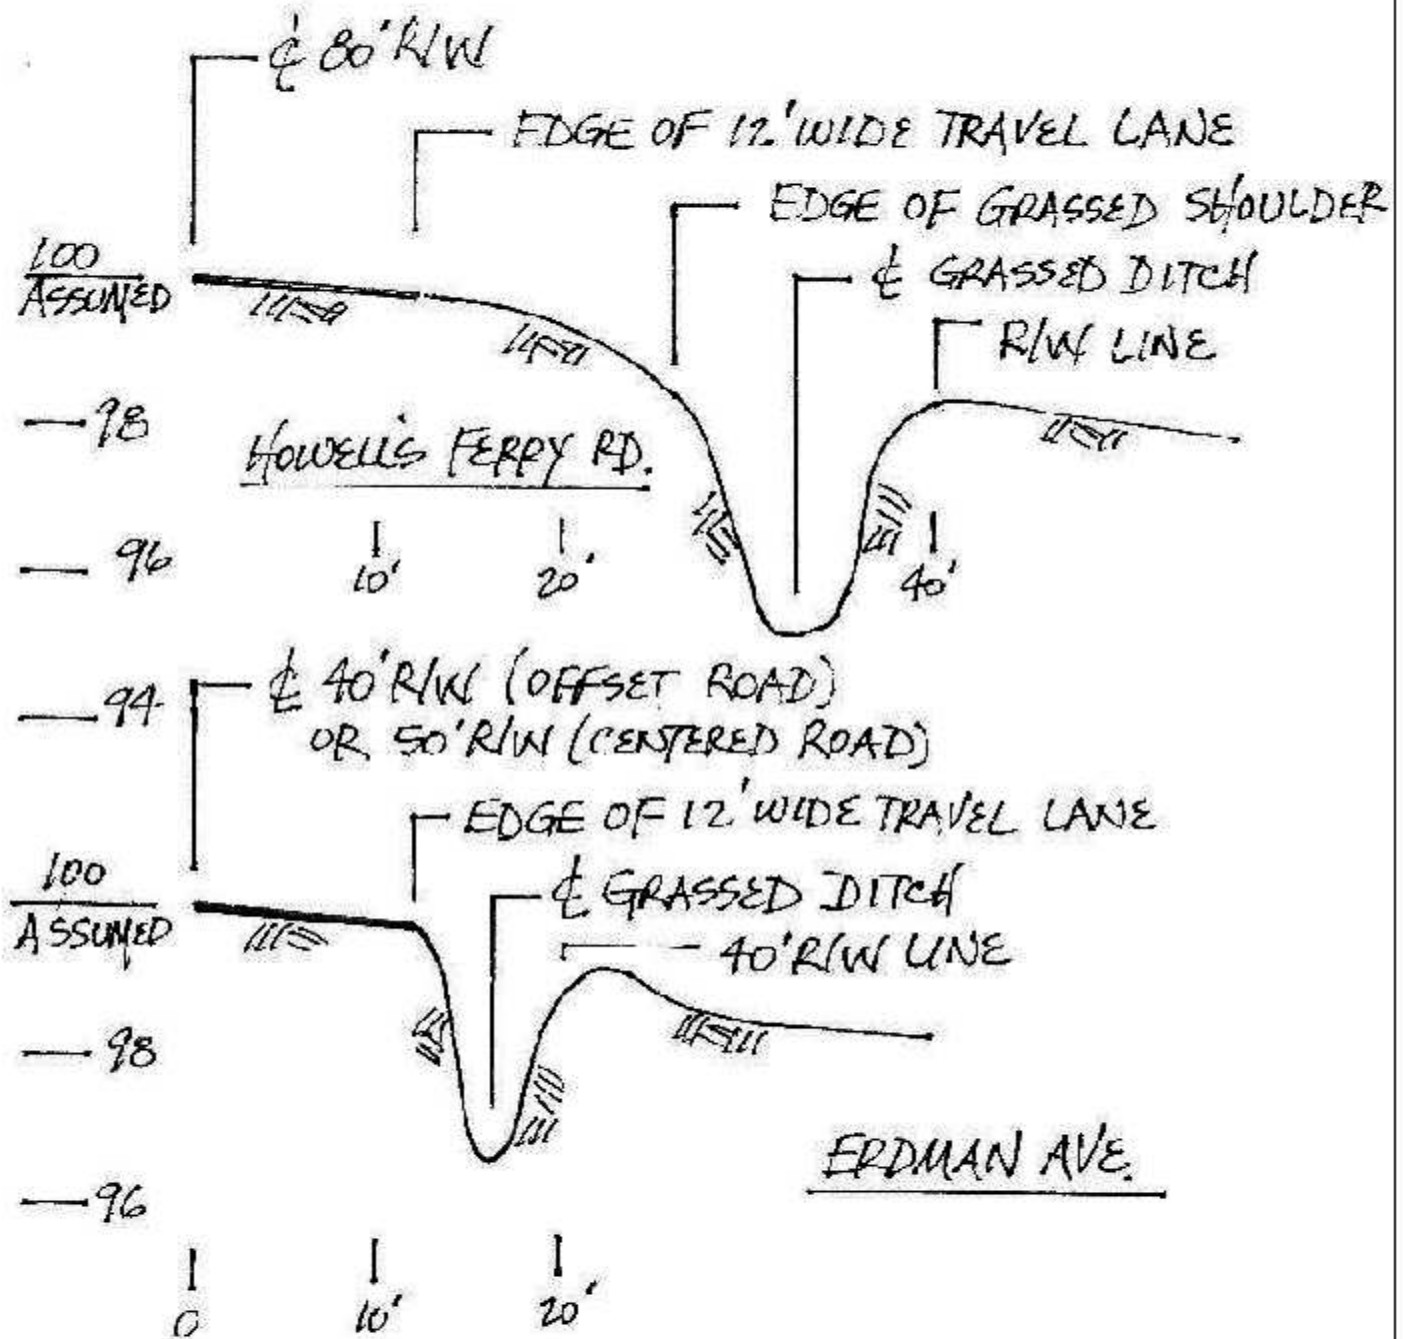 ℄ 80' R/W
EDGE OF 12' WIDE TRAVEL LANE
EDGE OF GRASSED SHOULDER
℄ GRASSED DITCH
R/W LINE
100
ASSUMED
98
HOWELL'S FERRY RD.
96
10'
20'
40'
94
℄ 40' R/W (OFFSET ROAD)
OR 50' R/W (CENTERED ROAD)
EDGE OF 12' WIDE TRAVEL LANE
℄ GRASSED DITCH
40' R/W LINE
100
ASSUMED
98
ERDMAN AVE.
96
0
10'
20'